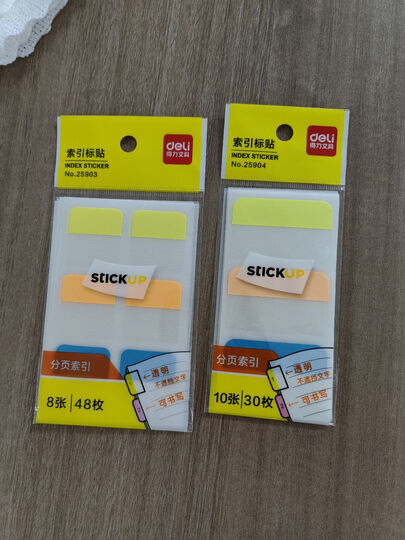 索引标贴
INDEX STICKER
No.25903
deli
得力文具
STICKUP
分页索引
透明
不遮挡文字
可书写
8张 48枚
索引标贴
INDEX STICKER
No.25904
deli
得力文具
STICKUP
分页索引
透明
不遮挡文字
可书写
10张 30枚